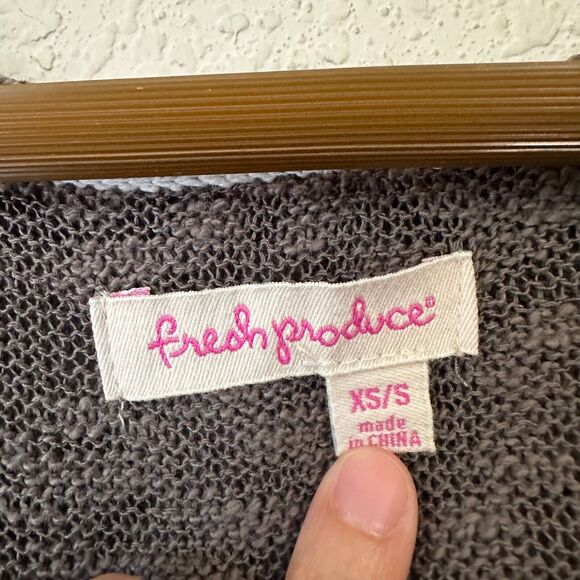 fresh produce®
XS/S
made
in CHINA